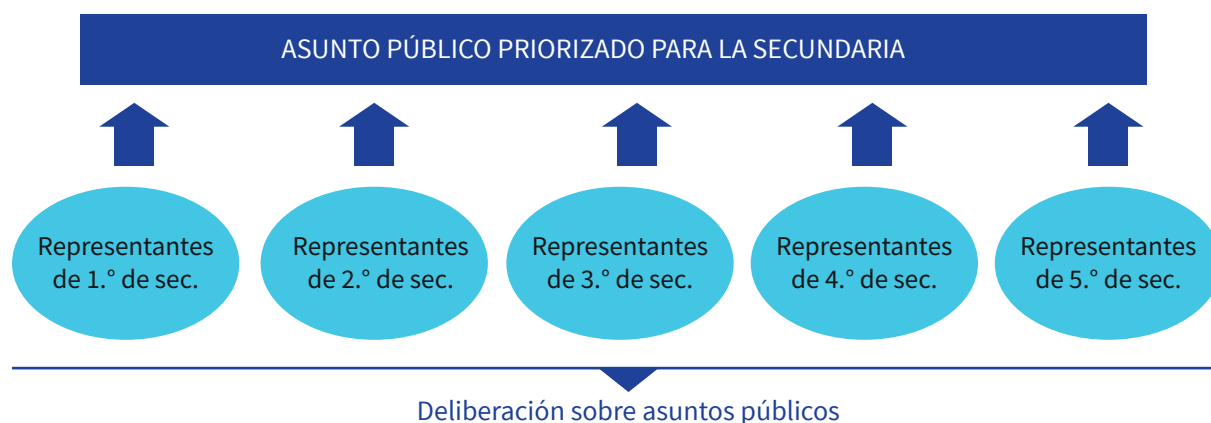 ASUNTO PÚBLICO PRIORIZADO PARA LA SECUNDARIA
Representantes
de 1.° de sec.
Representantes
de 2.° de sec.
Representantes
de 3.° de sec.
Representantes
de 4.° de sec.
Representantes
de 5.° de sec.
Deliberación sobre asuntos públicos